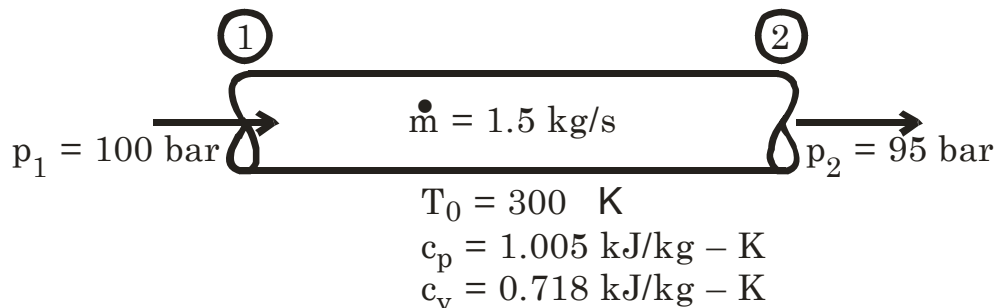 1 2
ṁ = 1.5 kg/s
p₁ = 100 bar p₂ = 95 bar
T₀ = 300 K
cₚ = 1.005 kJ/kg – K
cᵥ = 0.718 kJ/kg – K